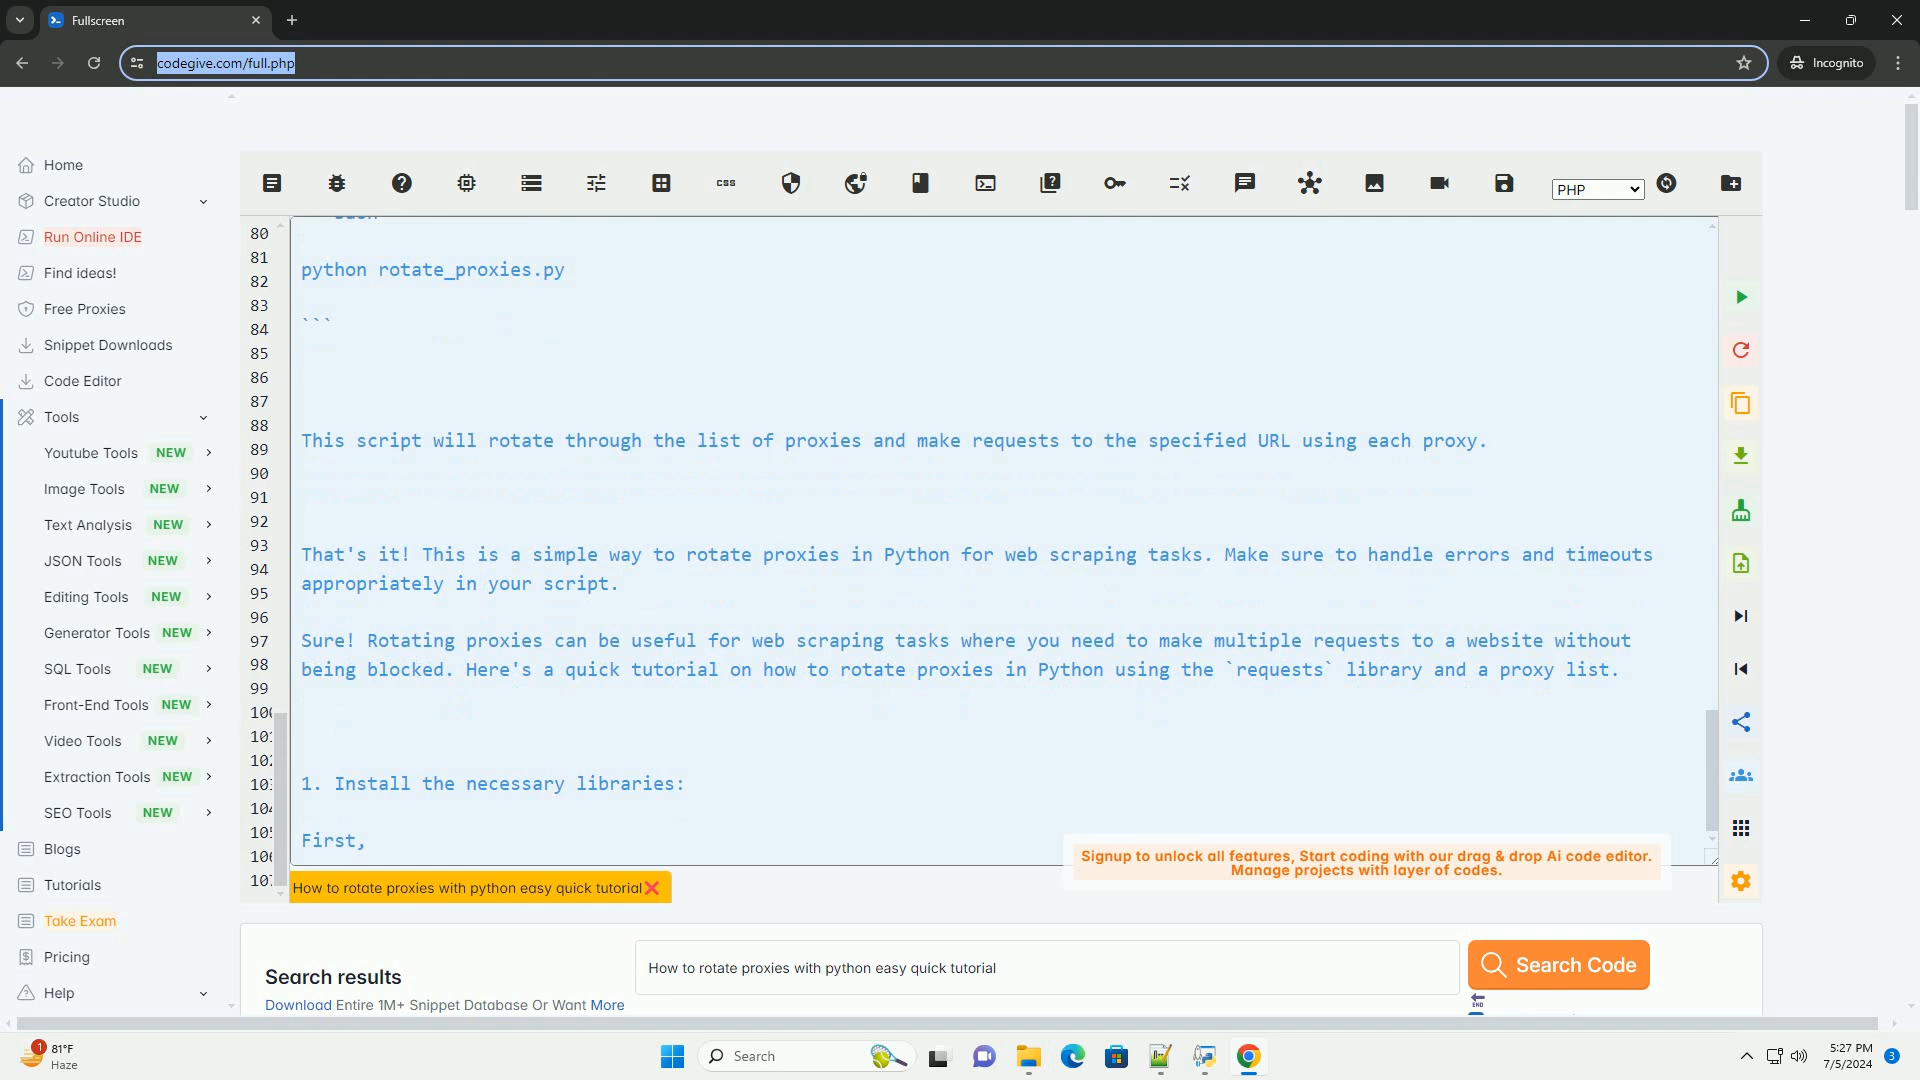 Fullscreen
codegive.com/full.php
Incognito
Home
Creator Studio
Run Online IDE
Find ideas!
Free Proxies
Snippet Downloads
Code Editor
Tools
Youtube Tools NEW
Image Tools NEW
Text Analysis NEW
JSON Tools NEW
Editing Tools NEW
Generator Tools NEW
SQL Tools NEW
Front-End Tools NEW
Video Tools NEW
Extraction Tools NEW
SEO Tools NEW
Blogs
Tutorials
Take Exam
Pricing
Help
css
PHP
80
81
82
83
84
85
86
87
88
89
90
91
92
93
94
95
96
97
98
99
python rotate_proxies.py
```
This script will rotate through the list of proxies and make requests to the specified URL using each proxy.
That's it! This is a simple way to rotate proxies in Python for web scraping tasks. Make sure to handle errors and timeouts
appropriately in your script.
Sure! Rotating proxies can be useful for web scraping tasks where you need to make multiple requests to a website without
being blocked. Here's a quick tutorial on how to rotate proxies in Python using the `requests` library and a proxy list.
1. Install the necessary libraries:
First,
Signup to unlock all features, Start coding with our drag & drop Ai code editor.
Manage projects with layer of codes.
How to rotate proxies with python easy quick tutorial
Search results
Download Entire 1M+ Snippet Database Or Want More
How to rotate proxies with python easy quick tutorial
Search Code
END
1
81°F
Haze
Search
5:27 PM
7/5/2024
3